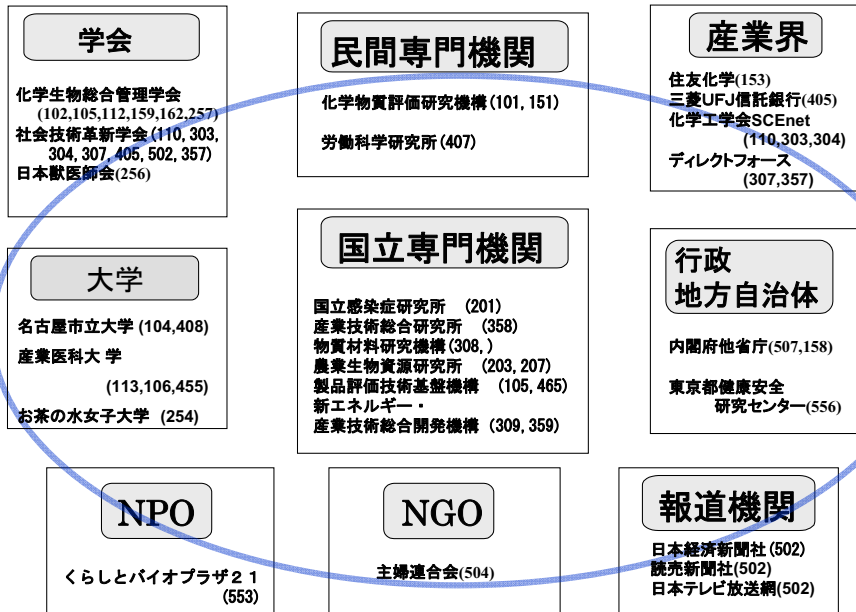 学会
化学生物総合管理学会
(102,105,112,159,162,257)
社会技術革新学会(110,303,
304,307,405,502,357)
日本獣医師会(256)
民間専門機関
化学物質評価研究機構(101,151)
労働科学研究所(407)
産業界
住友化学(153)
三菱UFJ信託銀行(405)
化学工学会SCEnet
(110,303,304)
ディレクトフォース
(307,357)
大学
名古屋市立大学 (104,408)
産業医科大 学
(113,106,455)
お茶の水女子大学 (254)
国立専門機関
国立感染症研究所 (201)
産業技術総合研究所 (358)
物質材料研究機構(308,)
農業生物資源研究所 (203,207)
製品評価技術基盤機構 (105,465)
新エネルギー・
産業技術総合開発機構 (309,359)
行政
地方自治体
内閣府他省庁(507,158)
東京都健康安全
研究センター(556)
NPO
くらしとバイオプラザ21
(553)
NGO
主婦連合会(504)
報道機関
日本経済新聞社(502)
読売新聞社(502)
日本テレビ放送網(502)